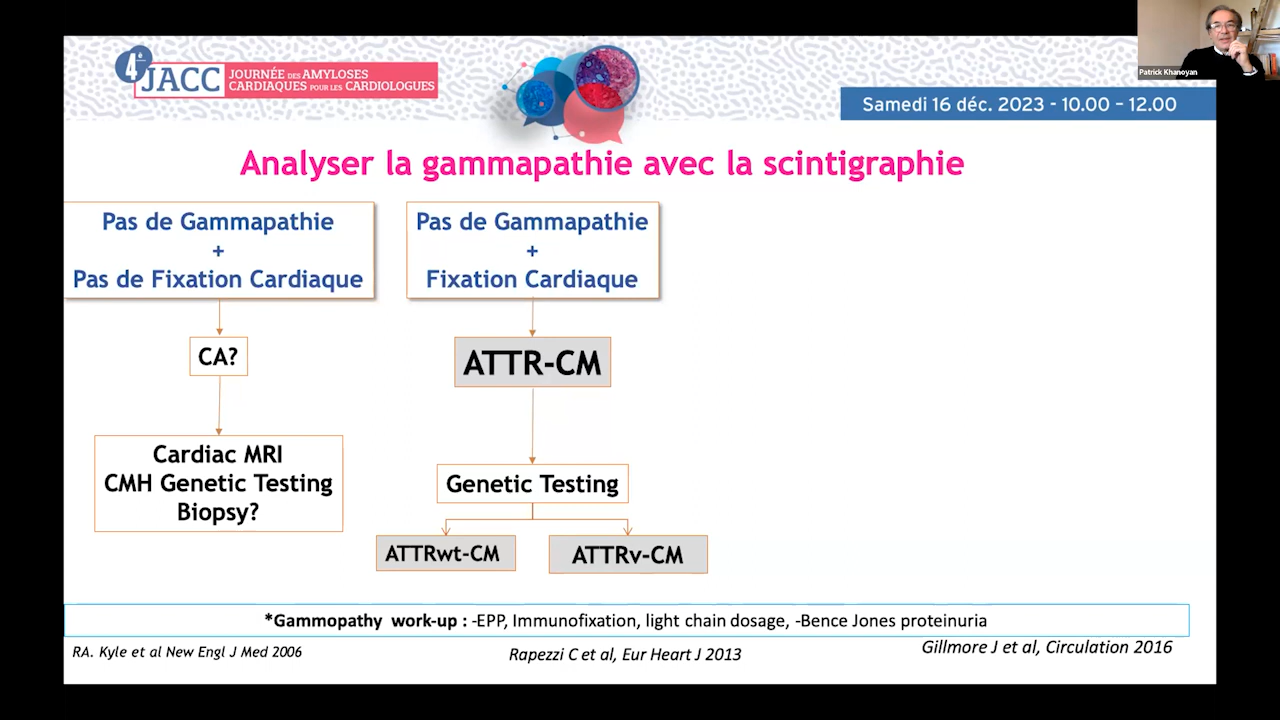 4e JACC JOURNÉE DES AMYLOSES
CARDIAQUES POUR LES CARDIOLOGUES
Patrick Khanoyan
Samedi 16 déc. 2023 - 10.00 – 12.00
Analyser la gammapathie avec la scintigraphie
Pas de Gammapathie
+
Pas de Fixation Cardiaque
Pas de Gammapathie
+
Fixation Cardiaque
CA?
ATTR-CM
Cardiac MRI
CMH Genetic Testing
Biopsy?
Genetic Testing
ATTRwt-CM
ATTRv-CM
*Gammopathy work-up : -EPP, Immunofixation, light chain dosage, -Bence Jones proteinuria
RA. Kyle et al New Engl J Med 2006
Rapezzi C et al, Eur Heart J 2013
Gillmore J et al, Circulation 2016